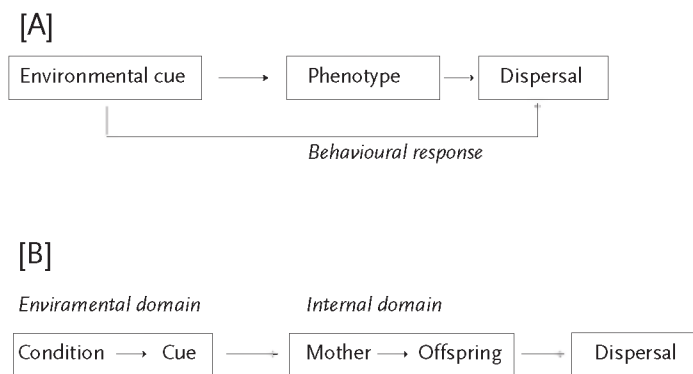 [A]
Environmental cue Phenotype Dispersal
Behavioural response
[B]
Enviramental domain Internal domain
Condition Cue Mother Offspring Dispersal